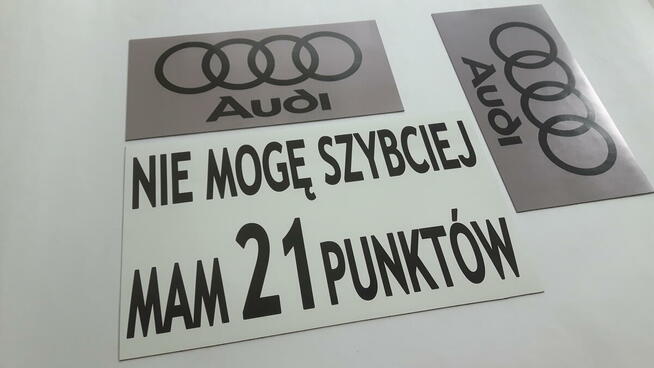 Audi
Audi
NIE MOGĘ SZYBCIEJ
MAM 21 PUNKTÓW